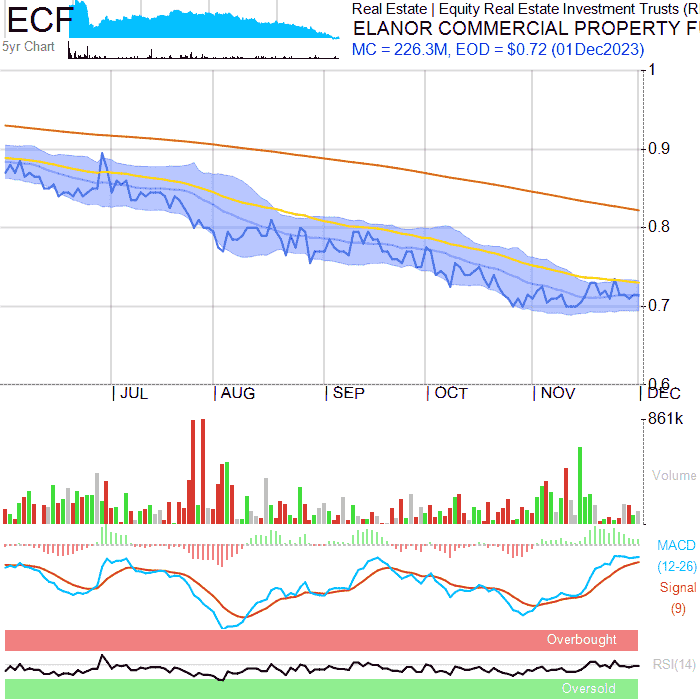 ECF
5yr Chart
Real Estate | Equity Real Estate Investment Trusts (R
ELANOR COMMERCIAL PROPERTY F
MC = 226.3M, EOD = $0.72 (01Dec2023)
1
0.9
0.8
0.7
0.6
JUL AUG SEP OCT NOV DEC
861k
Volume
MACD
(12-26)
Signal
(9)
Overbought
RSI(14)
Oversold